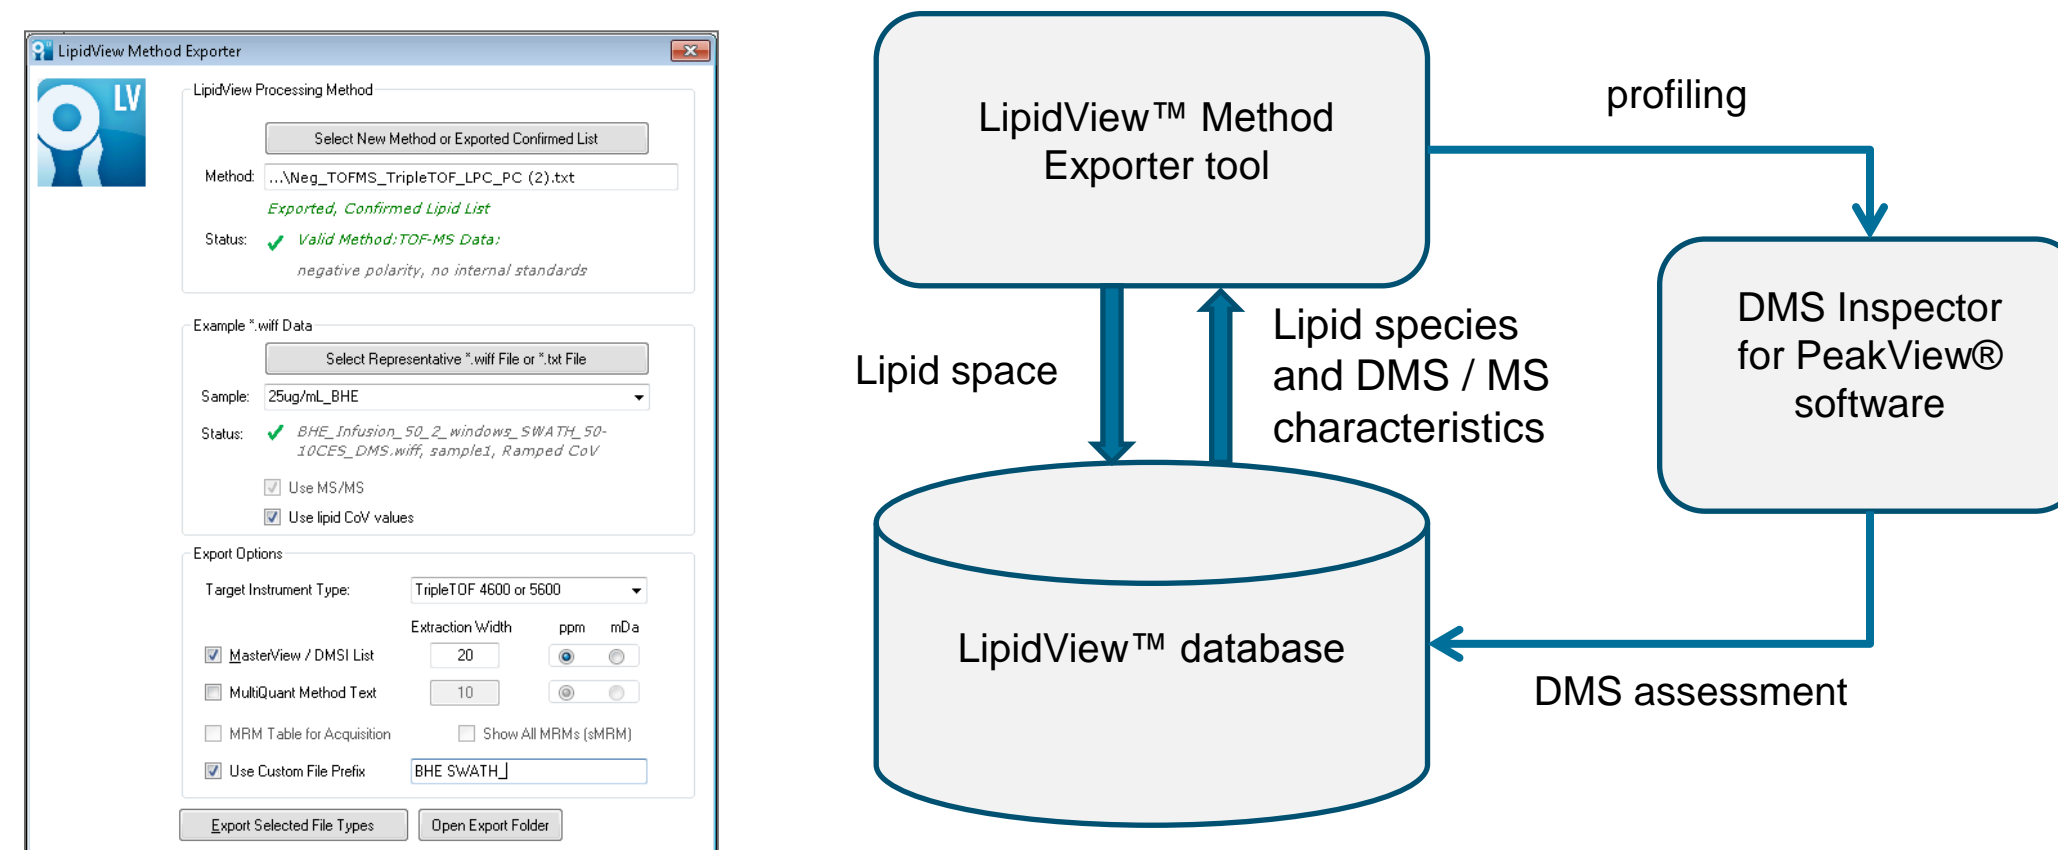 LipidView Method Exporter
LV
LipidView Processing Method
Select New Method or Exported Confirmed List
Method: ...\Neg_TOFMS_TripleTOF_LPC_PC (2).txt
Exported, Confirmed Lipid List
Status: Valid Method:TOF-MS Data:
negative polarity, no internal standards
Example *.wiff Data
Select Representative *.wiff File or *.txt File
Sample: 25ug/mL_BHE
Status: BHE_Infusion_50_2_windows_SWATH_50-
10CES_DMS.wiff, sample1, Ramped CoV
Use MS/MS
Use lipid CoV values
Export Options
Target Instrument Type: TripleTOF 4600 or 5600
Extraction Width ppm mDa
MasterView / DMSI List 20
MultiQuant Method Text 10
MRM Table for Acquisition Show All MRMs (sMRM)
Use Custom File Prefix BHE SWATH_
Export Selected File Types Open Export Folder
LipidView™ Method
Exporter tool
profiling
DMS Inspector
for PeakView®
software
Lipid space
Lipid species
and DMS / MS
characteristics
LipidView™ database
DMS assessment